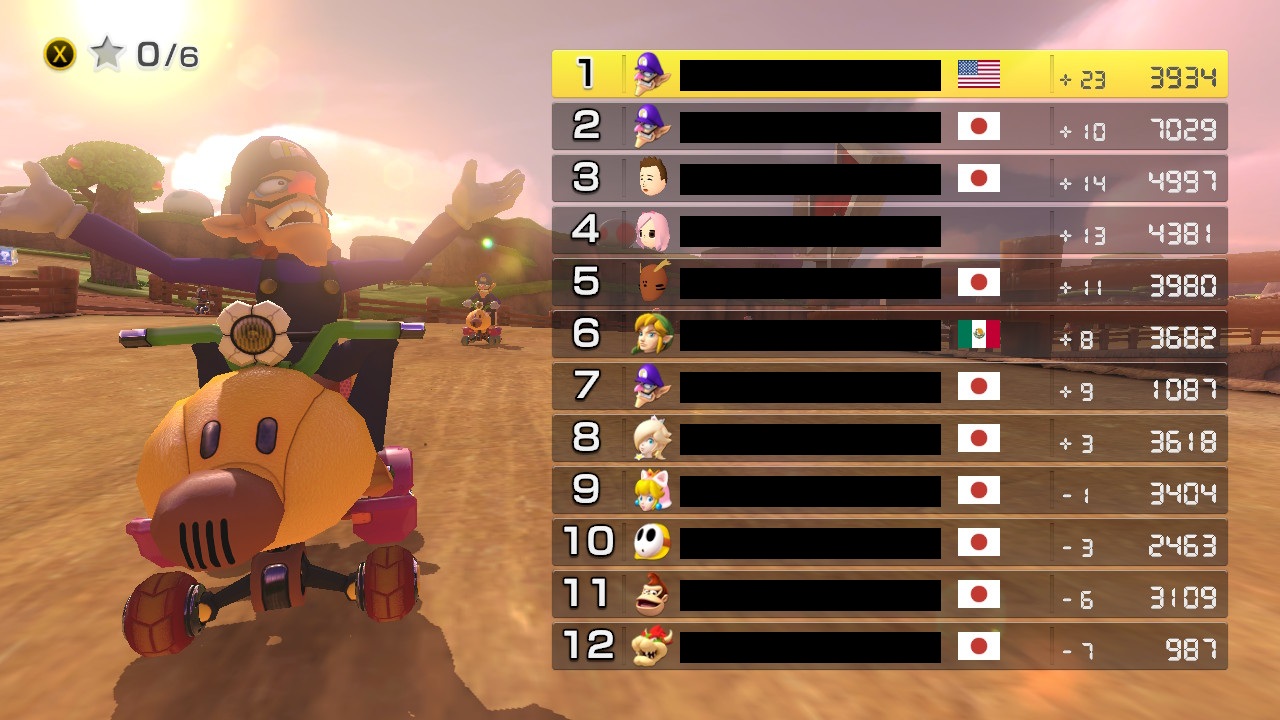 X 0/6
1 + 23 3934
2 + 10 7029
3 + 14 4997
4 + 13 4381
5 + 11 3980
6 + 8 3682
7 + 9 1087
8 + 3 3618
9 - 1 3404
10 - 3 2463
11 - 6 3109
12 - 7 987